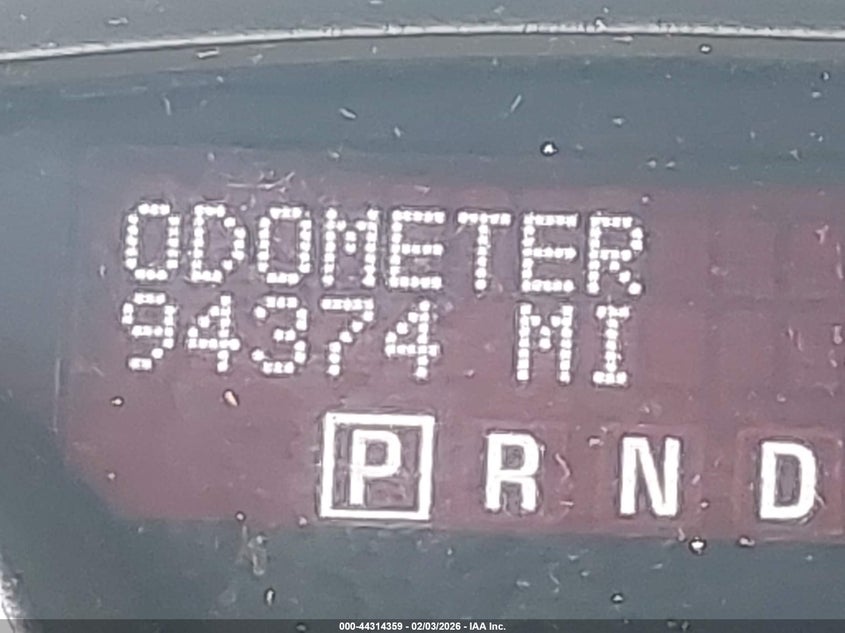 ODOMETER
94374 MI
P R N D
000-44314359 - 02/03/2026 - IAA Inc.